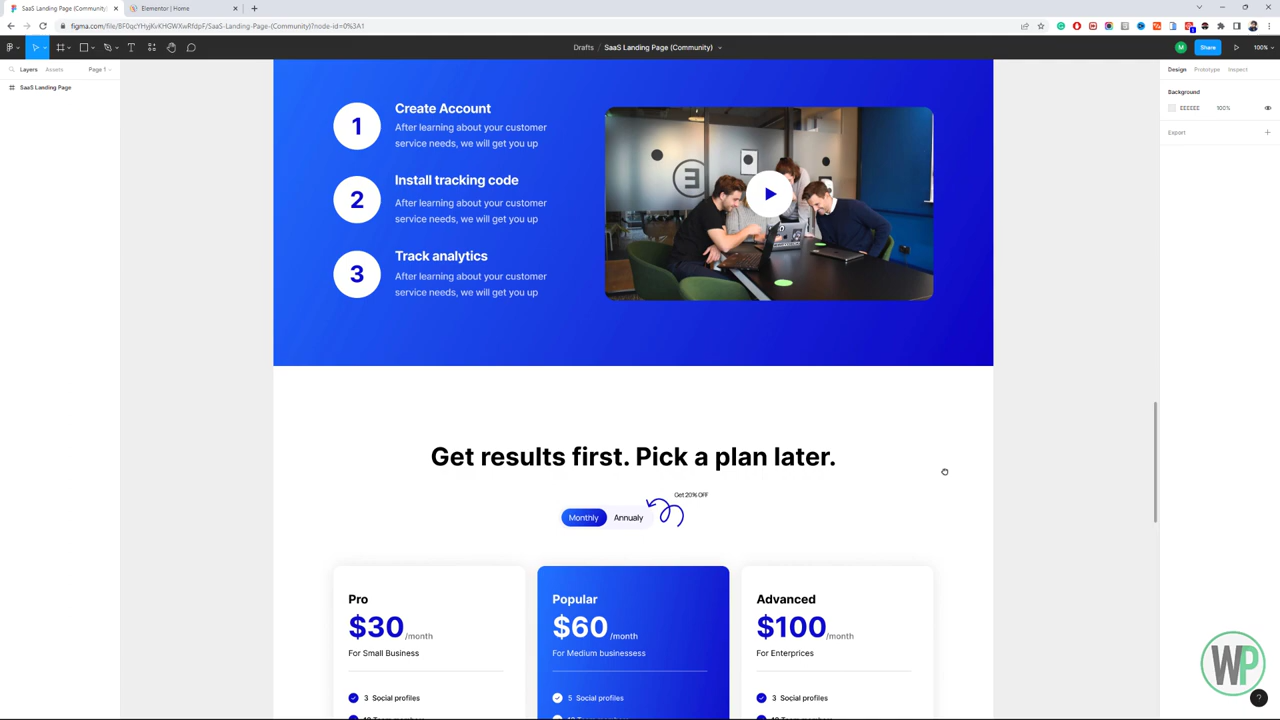 SaaS Landing Page (Community)
Elementor | Home
figma.com/file/BF0qcYHyjKvKHGWXwRfdpF/SaaS-Landing-Page-(Community)?node-id=0%3A1
Drafts / SaaS Landing Page (Community)
M
Share
100%
Layers
Assets
Page 1
SaaS Landing Page
Design
Prototype
Inspect
Background
EEEEEE
100%
Export
1
Create Account
After learning about your customer
service needs, we will get you up
2
Install tracking code
After learning about your customer
service needs, we will get you up
3
Track analytics
After learning about your customer
service needs, we will get you up
Get results first. Pick a plan later.
Get 20% OFF
Monthly
Annualy
Pro
$30 /month
For Small Business
3 Social profiles
Popular
$60 /month
For Medium businessess
5 Social profiles
Advanced
$100 /month
For Enterprices
3 Social profiles
WP
?